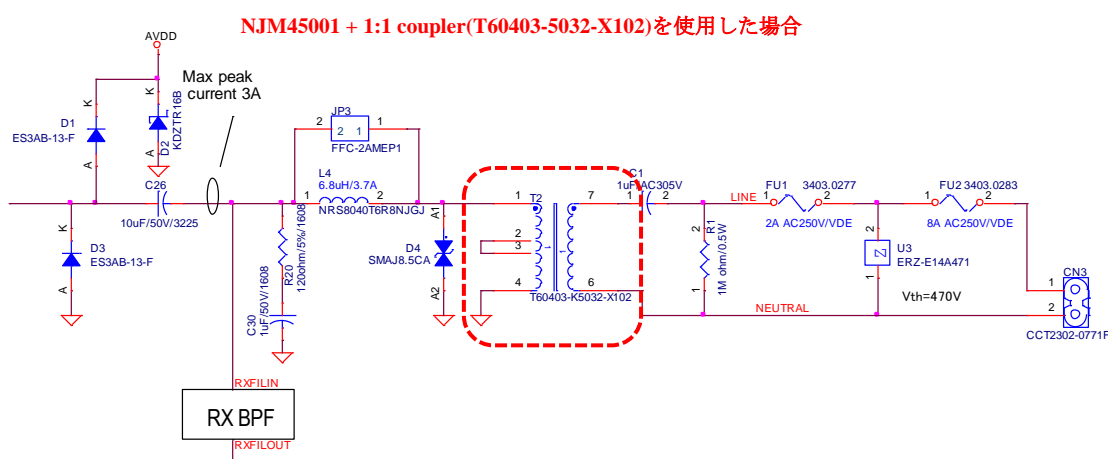 NJM45001 + 1:1 coupler(T60403-5032-X102)を使用した場合
AVDD
Max peak
current 3A
K
K
D1
ES3AB-13-F
A
A
D2
KDZTR16B
JP3
2
2 1
1
FFC-2AMEP1
L4
6.8uH/3.7A
1
2
NRS8040T6R8NJGJ
C26
10uF/50V/3225
K
D3
ES3AB-13-F
A
R20
120ohm/5%/1608
C30
1uF/50V/1608
A1
D4
SMAJ8.5CA
A2
T2
1
2
3
4
7
6
1
1
T60403-K5032-X102
C1
1uF/AC305V
1
2
R1
1M ohm/0.5W
2
1
LINE
NEUTRAL
FU1
3403.0277
1
2
2A AC250V/VDE
FU2
3403.0283
1
2
8A AC250V/VDE
2
U3
ERZ-E14A471
1
Vth=470V
CN3
1
2
CCT2302-0771F
RXFILIN
RX BPF
RXFILOUT